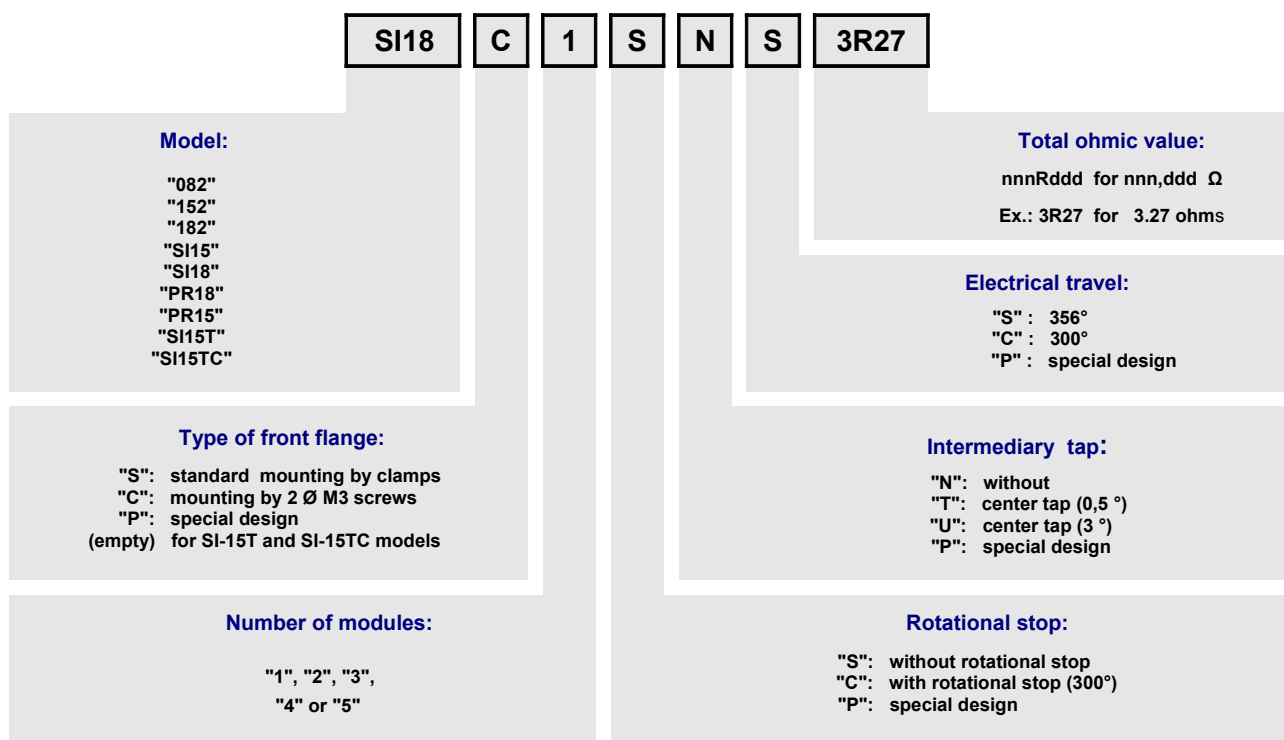 SI18 C 1 S N S 3R27
Model:
"082"
"152"
"182"
"SI15"
"SI18"
"PR18"
"PR15"
"SI15T"
"SI15TC"
Total ohmic value:
nnnRddd for nnn,ddd Ω
Ex.: 3R27 for 3.27 ohms
Electrical travel:
"S" : 356°
"C" : 300°
"P" : special design
Type of front flange:
"S": standard mounting by clamps
"C": mounting by 2 Ø M3 screws
"P": special design
(empty) for SI-15T and SI-15TC models
Intermediary tap:
"N": without
"T": center tap (0,5 °)
"U": center tap (3 °)
"P": special design
Number of modules:
"1", "2", "3",
"4" or "5"
Rotational stop:
"S": without rotational stop
"C": with rotational stop (300°)
"P": special design